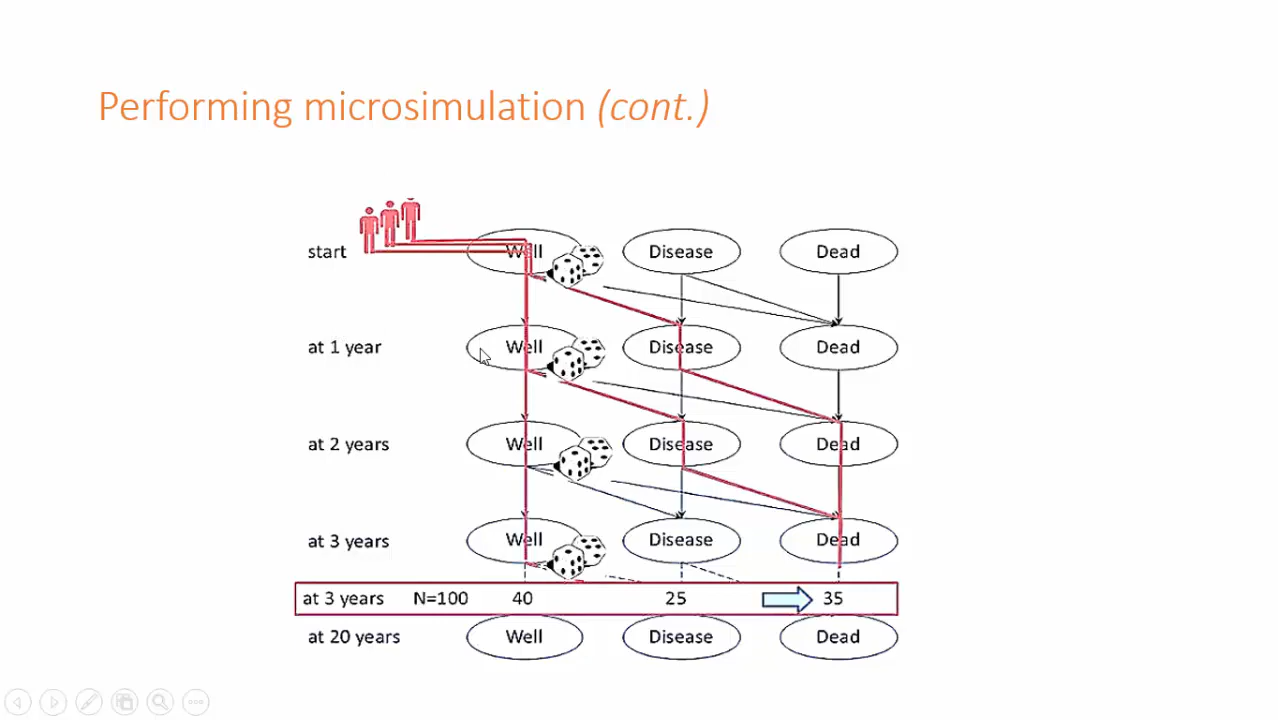 Performing microsimulation (cont.)
start Well Disease Dead
at 1 year Well Disease Dead
at 2 years Well Disease Dead
at 3 years Well Disease Dead
at 3 years N=100 40 25 35
at 20 years Well Disease Dead